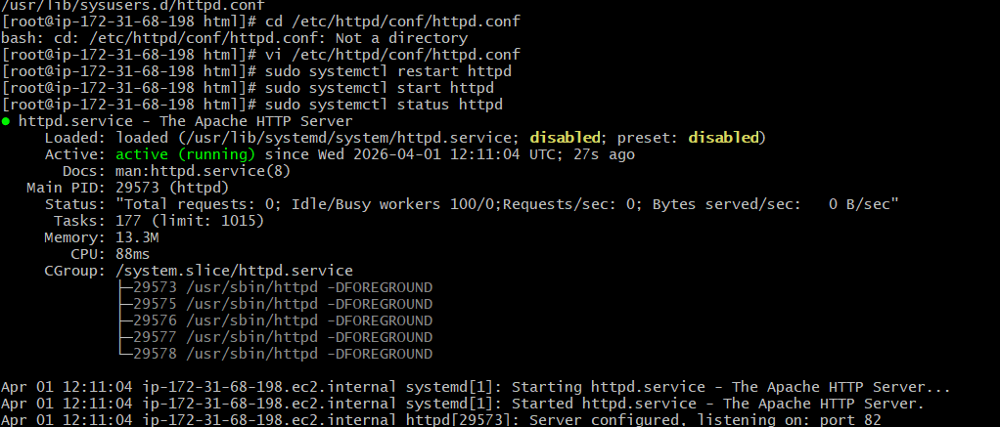 /usr/lib/sysusers.d/httpd.conf
[root@ip-172-31-68-198 html]# cd /etc/httpd/conf/httpd.conf
bash: cd: /etc/httpd/conf/httpd.conf: Not a directory
[root@ip-172-31-68-198 html]# vi /etc/httpd/conf/httpd.conf
[root@ip-172-31-68-198 html]# sudo systemctl restart httpd
[root@ip-172-31-68-198 html]# sudo systemctl start httpd
[root@ip-172-31-68-198 html]# sudo systemctl status httpd
● httpd.service - The Apache HTTP Server
     Loaded: loaded (/usr/lib/systemd/system/httpd.service; disabled; preset: disabled)
     Active: active (running) since Wed 2026-04-01 12:11:04 UTC; 27s ago
       Docs: man:httpd.service(8)
   Main PID: 29573 (httpd)
     Status: "Total requests: 0; Idle/Busy workers 100/0;Requests/sec: 0; Bytes served/sec:   0 B/sec"
      Tasks: 177 (limit: 1015)
     Memory: 13.3M
        CPU: 88ms
     CGroup: /system.slice/httpd.service
             ├─29573 /usr/sbin/httpd -DFOREGROUND
             ├─29575 /usr/sbin/httpd -DFOREGROUND
             ├─29576 /usr/sbin/httpd -DFOREGROUND
             ├─29577 /usr/sbin/httpd -DFOREGROUND
             └─29578 /usr/sbin/httpd -DFOREGROUND
Apr 01 12:11:04 ip-172-31-68-198.ec2.internal systemd[1]: Starting httpd.service - The Apache HTTP Server...
Apr 01 12:11:04 ip-172-31-68-198.ec2.internal systemd[1]: Started httpd.service - The Apache HTTP Server.
Apr 01 12:11:04 ip-172-31-68-198.ec2.internal httpd[29573]: Server configured, listening on: port 82